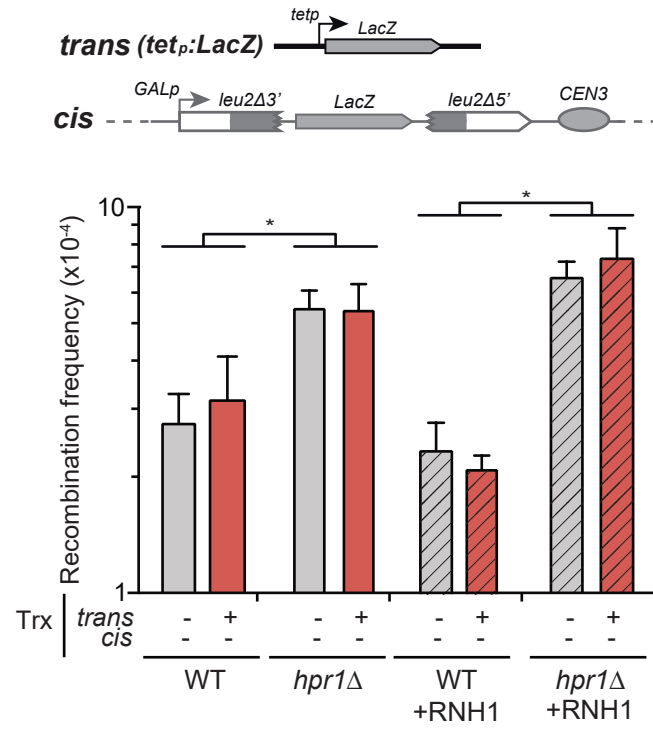 tetp LacZ
trans (tetp:LacZ)
GALp leu2Δ3’ LacZ leu2Δ5’ CEN3
cis
Recombination frequency (x10-4)
10
* *
1
Trx trans - + - + - + - +
cis - - - - - - - -
WT hpr1Δ WT hpr1Δ
+RNH1 +RNH1